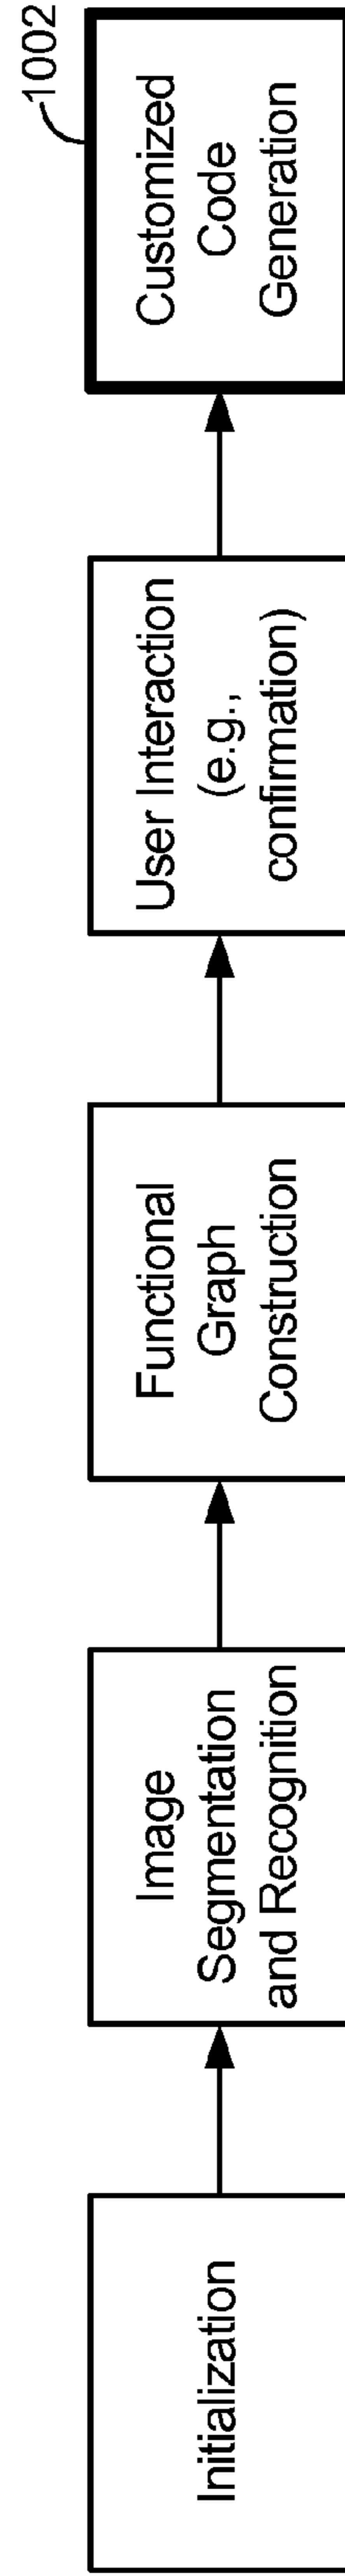 Initialization
Image
Segmentation
and Recognition
Functional
Graph
Construction
User Interaction
(e.g.,
confirmation)
Customized
Code
Generation
1002